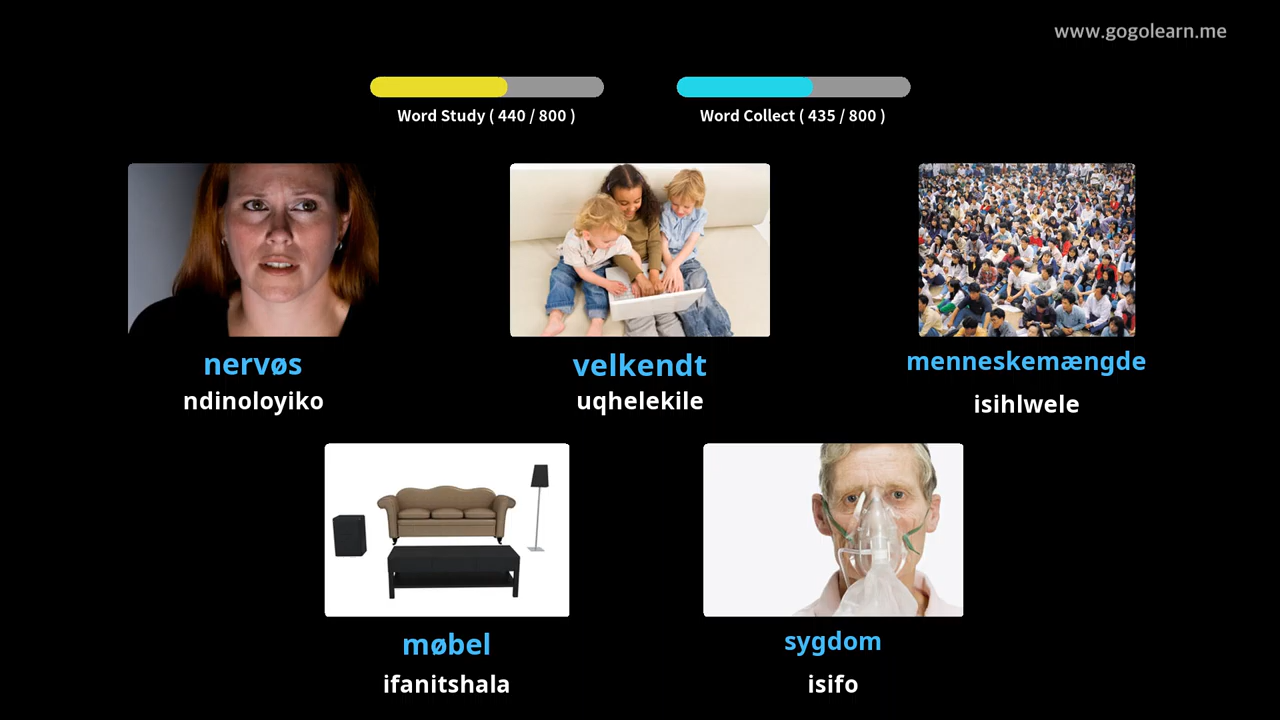 www.gogolearn.me
Word Study ( 440 / 800 )
Word Collect ( 435 / 800 )
nervøs
ndinoloyiko
velkendt
uqhelekile
menneskemængde
isihlwele
møbel
ifanitshala
sygdom
isifo